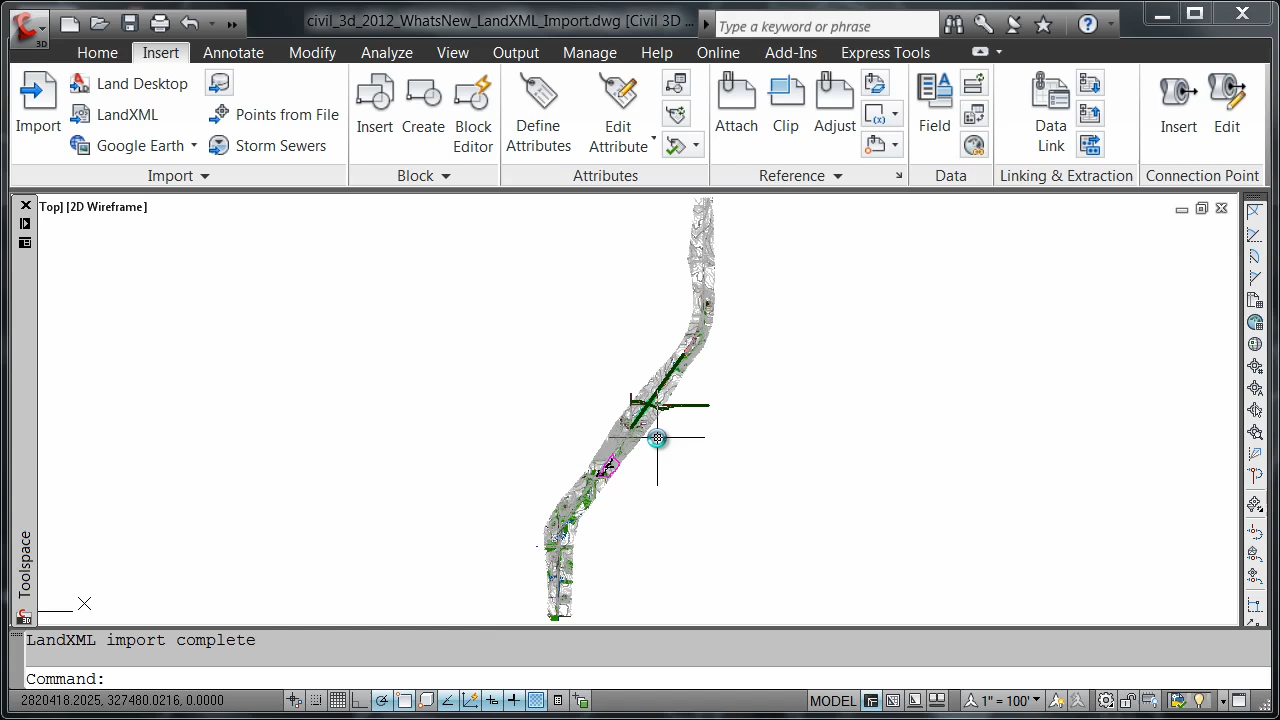 civil_3d_2012_WhatsNew_LandXML_Import.dwg [Civil 3D ...
Type a keyword or phrase
3D
Home Insert Annotate Modify Analyze View Output Manage Help Online Add-Ins Express Tools
Import
Land Desktop
LandXML
Google Earth
Points from File
Storm Sewers
Insert
Create
Block
Editor
Define
Attributes
Edit
Attribute
Attach
Clip
Adjust
Field
Data
Link
Insert
Edit
Import Block Attributes Reference Data Linking & Extraction Connection Point
Top] [2D Wireframe]
Toolspace
LandXML import complete
Command:
2820418.2025, 327480.0216, 0.0000
MODEL
1" = 100'